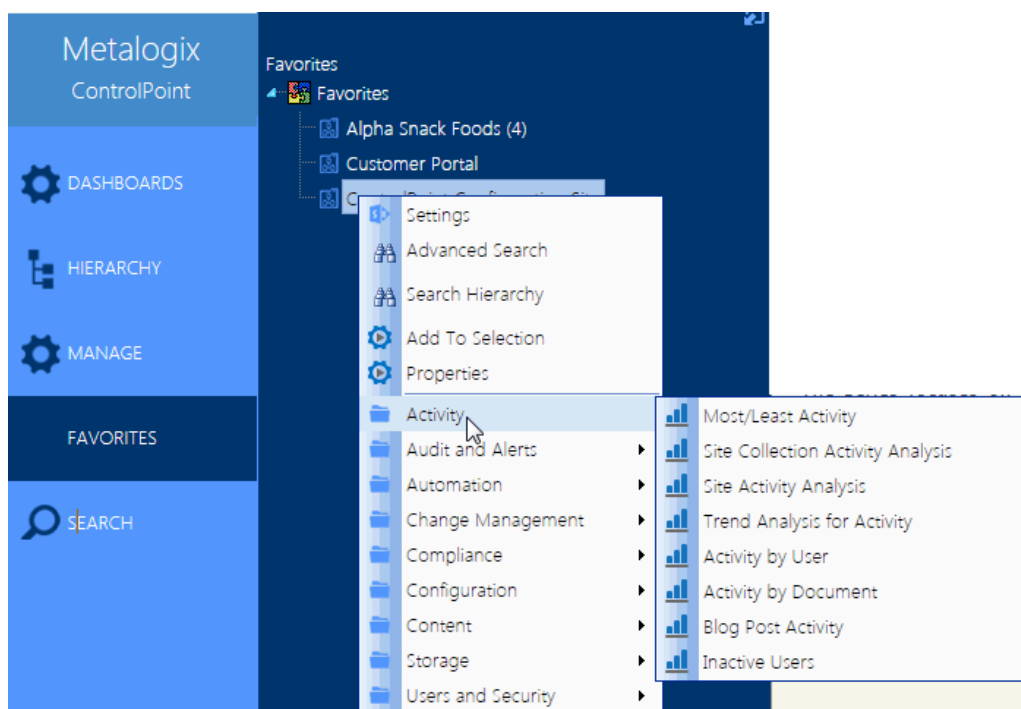 Metalogix
ControlPoint
DASHBOARDS
HIERARCHY
MANAGE
FAVORITES
SEARCH
Favorites
Favorites
Alpha Snack Foods (4)
Customer Portal
Settings
Advanced Search
Search Hierarchy
Add To Selection
Properties
Activity
Audit and Alerts
Automation
Change Management
Compliance
Configuration
Content
Storage
Users and Security
Most/Least Activity
Site Collection Activity Analysis
Site Activity Analysis
Trend Analysis for Activity
Activity by User
Activity by Document
Blog Post Activity
Inactive Users